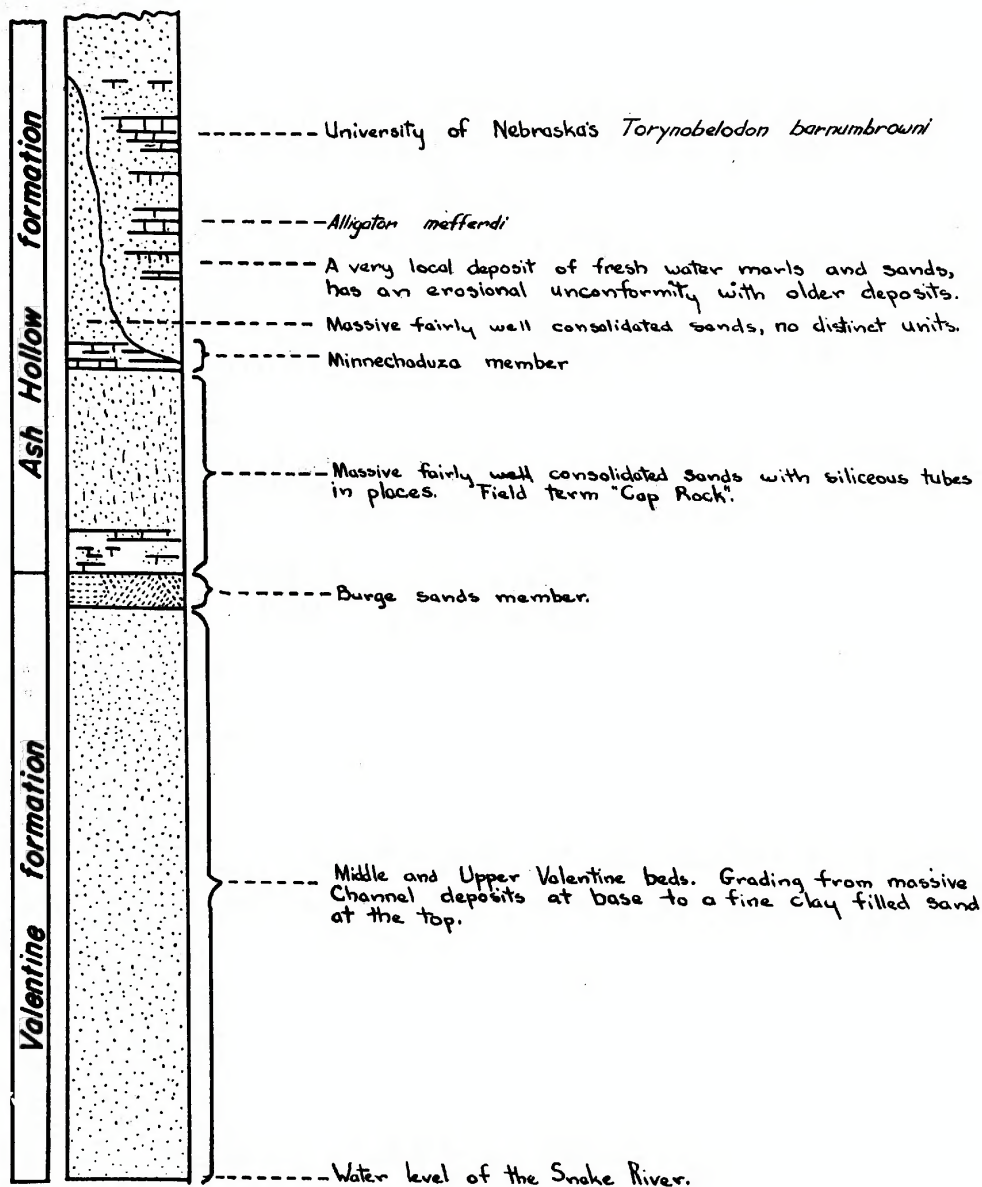 Ash Hollow formation
Valentine formation
University of Nebraska's Torynobelodon barnumbrowni
Alligator meffendi
A very local deposit of fresh water marls and sands,
has an erosional unconformity with older deposits.
Massive fairly well consolidated sands, no distinct units.
Minnechaduza member
Massive fairly well consolidated sands with siliceous tubes
in places. Field term "Cap Rock".
Burge sands member.
Middle and Upper Valentine beds. Grading from massive
Channel deposits at base to a fine clay filled sand
at the top.
Water level of the Snake River.